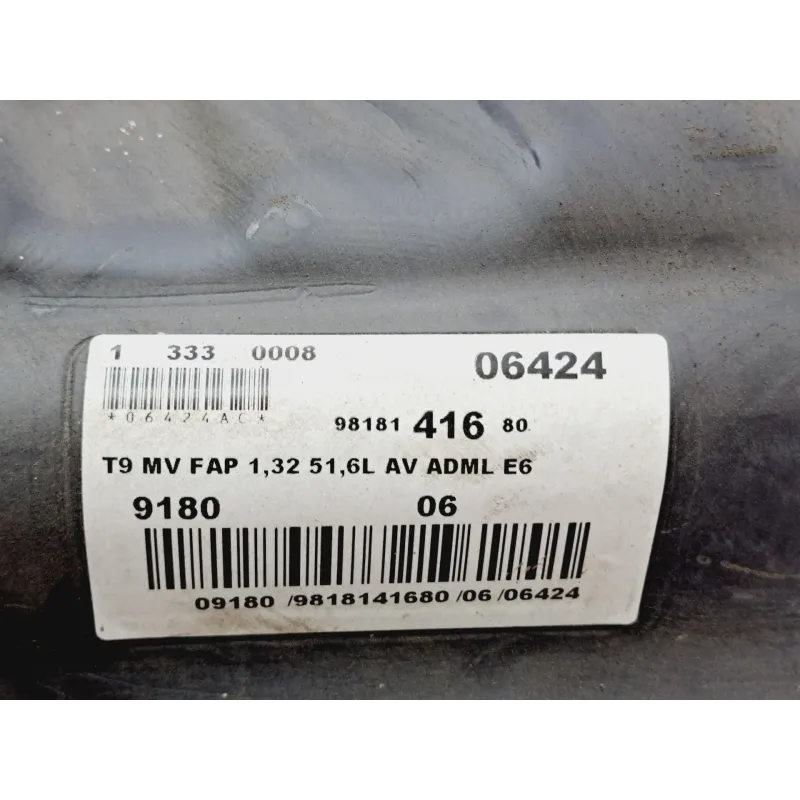 1 333 0008
06424
*06424AC*
98181 416 80
T9 MV FAP 1,32 51,6L AV ADML E6
9180 06
09180 /9818141680 /06 /06424